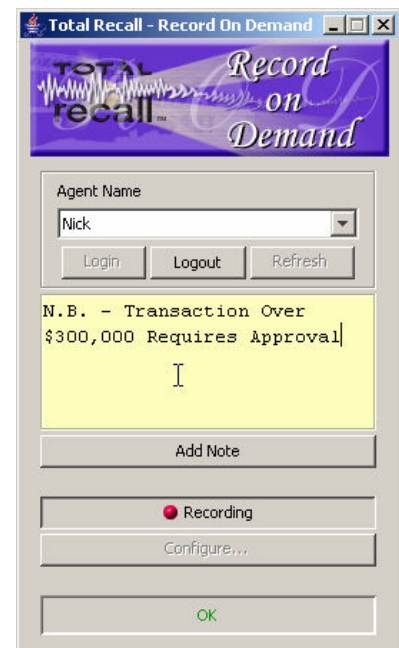 Total Recall - Record On Demand
TOTAL recall™
Record
on
Demand
Agent Name
Nick
Login Logout Refresh
N.B. - Transaction Over
$300,000 Requires Approval
Add Note
Recording
Configure...
OK